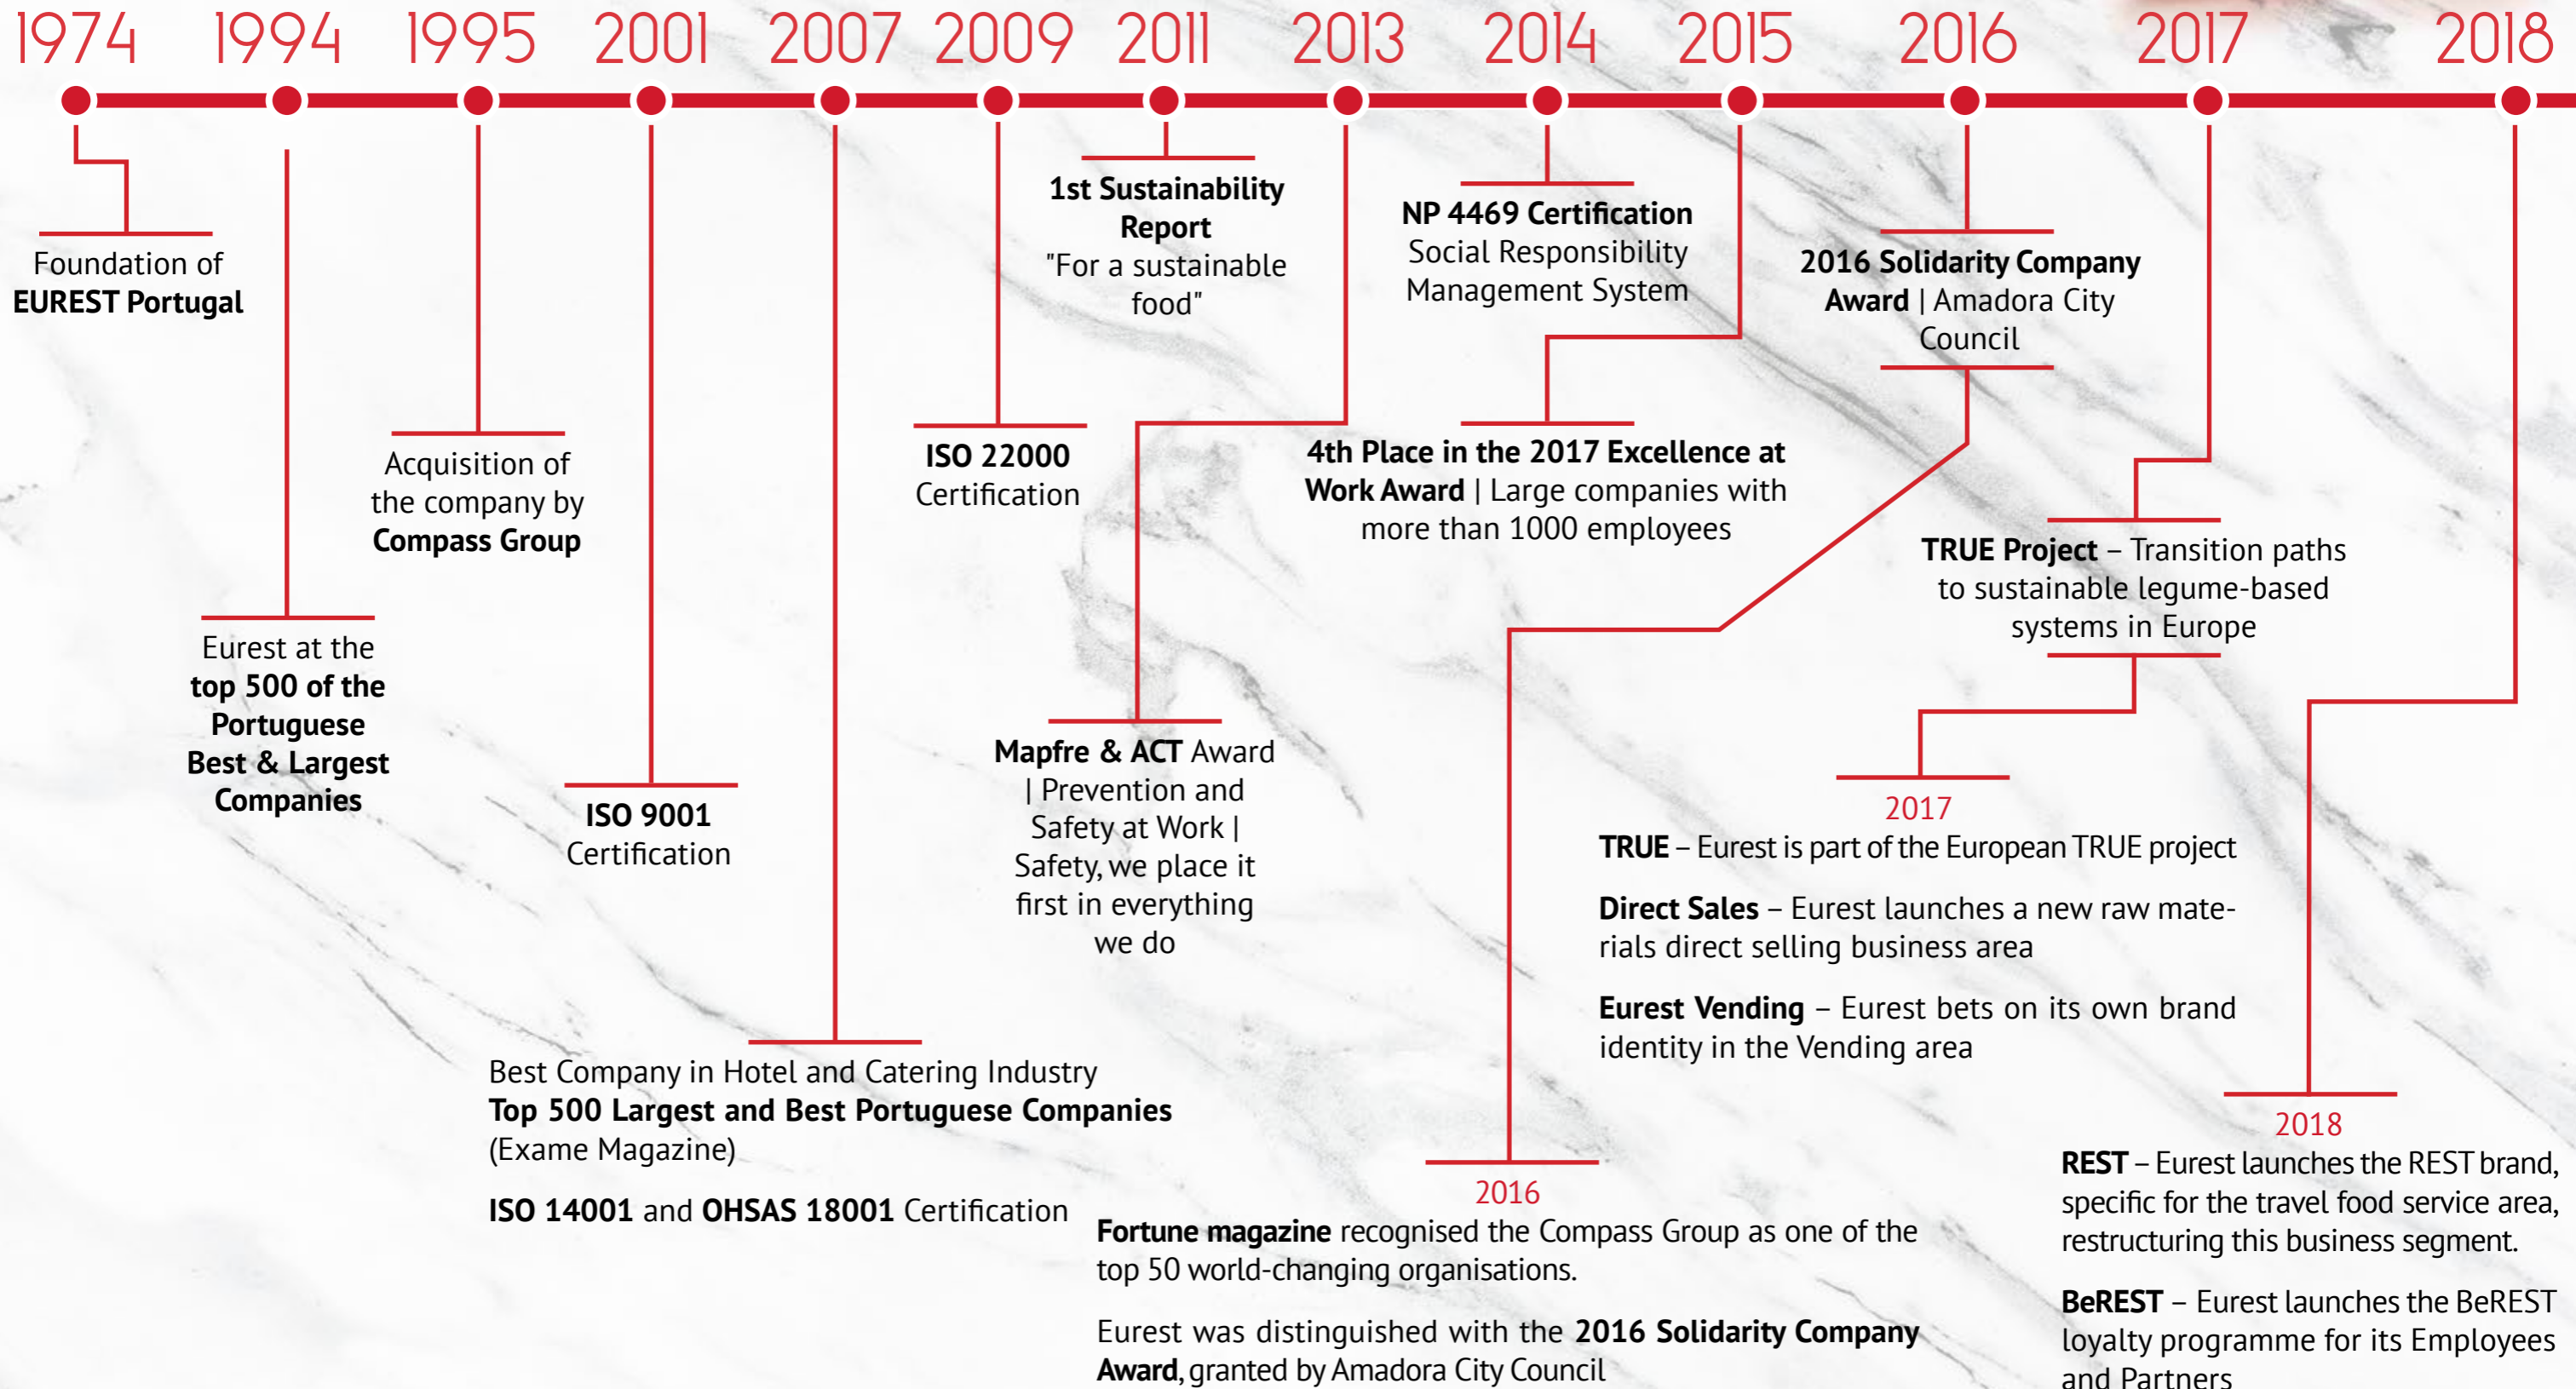 1974 1994 1995 2001 2007 2009 2011 2013 2014 2015 2016 2017 2018
Foundation of
EUREST Portugal
Eurest at the
top 500 of the
Portuguese
Best & Largest
Companies
Acquisition of
the company by
Compass Group
ISO 9001
Certification
Best Company in Hotel and Catering Industry
Top 500 Largest and Best Portuguese Companies
(Exame Magazine)
ISO 14001 and OHSAS 18001 Certification
ISO 22000
Certification
1st Sustainability
Report
"For a sustainable
food"
Mapfre & ACT Award
| Prevention and
Safety at Work |
Safety, we place it
first in everything
we do
NP 4469 Certification
Social Responsibility
Management System
4th Place in the 2017 Excellence at
Work Award | Large companies with
more than 1000 employees
2016 Solidarity Company
Award | Amadora City
Council
2016
Fortune magazine recognised the Compass Group as one of the
top 50 world-changing organisations.
Eurest was distinguished with the 2016 Solidarity Company
Award, granted by Amadora City Council
TRUE Project – Transition paths
to sustainable legume-based
systems in Europe
2017
TRUE – Eurest is part of the European TRUE project
Direct Sales – Eurest launches a new raw mate-
rials direct selling business area
Eurest Vending – Eurest bets on its own brand
identity in the Vending area
2018
REST – Eurest launches the REST brand,
specific for the travel food service area,
restructuring this business segment.
BeREST – Eurest launches the BeREST
loyalty programme for its Employees
and Partners